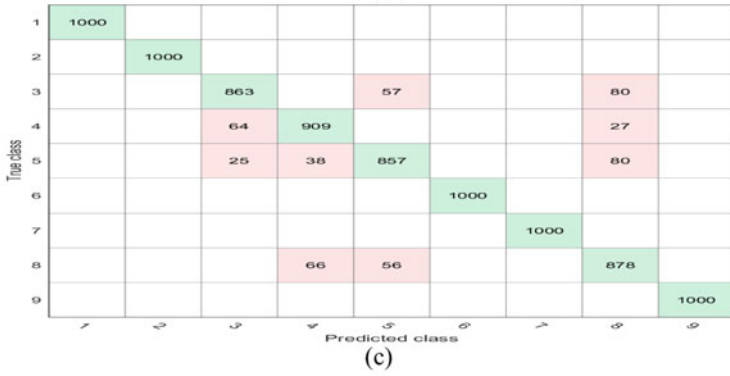 1 1000
2 1000
3 863 57 80
4 64 909 27
5 25 38 857 80
6 1000
7 1000
8 66 56 878
9 1000
True class
1 2 3 4 5 6 7 8 9
Predicted class
(c)